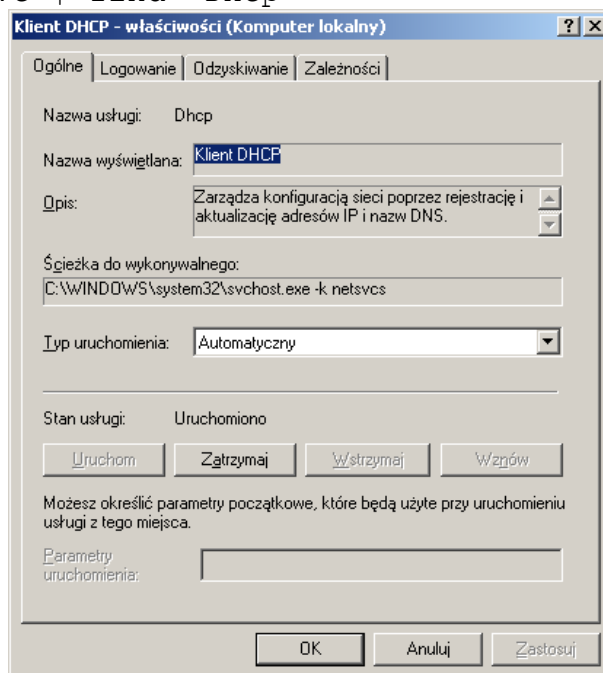 Klient DHCP - właściwości (Komputer lokalny)
Ogólne Logowanie Odzyskiwanie Zależności
Nazwa usługi: Dhcp
Nazwa wyświetlana: Klient DHCP
Opis: Zarządza konfiguracją sieci poprzez rejestrację i
aktualizację adresów IP i nazw DNS.
Ścieżka do wykonywalnego:
C:\WINDOWS\system32\svchost.exe -k netsvcs
Typ uruchomienia: Automatyczny
Stan usługi: Uruchomiono
Uruchom Zatrzymaj Wstrzymaj Wznów
Możesz określić parametry początkowe, które będą użyte przy uruchomieniu
usługi z tego miejsca.
Parametry
uruchomienia:
OK Anuluj Zastosuj